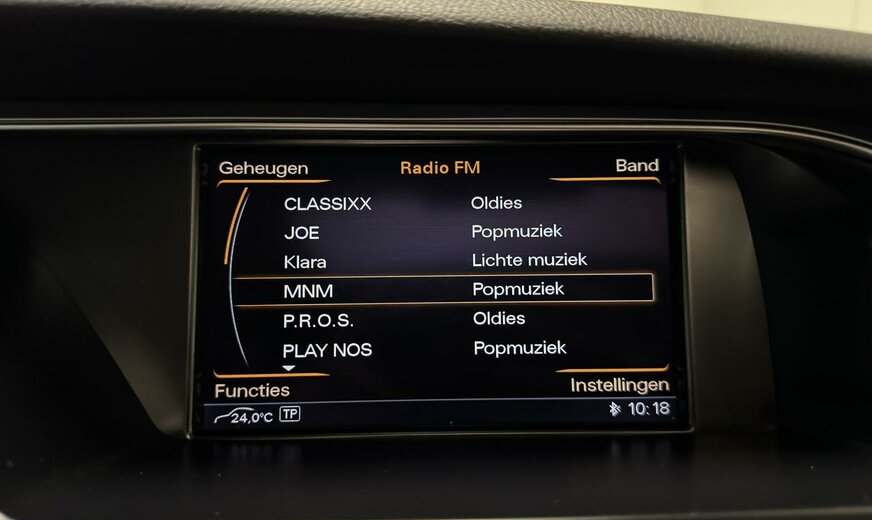 Geheugen Radio FM Band
CLASSIXX Oldies
JOE Popmuziek
Klara Lichte muziek
MNM Popmuziek
P.R.O.S. Oldies
PLAY NOS Popmuziek
Functies Instellingen
24,0°C TP 10:18